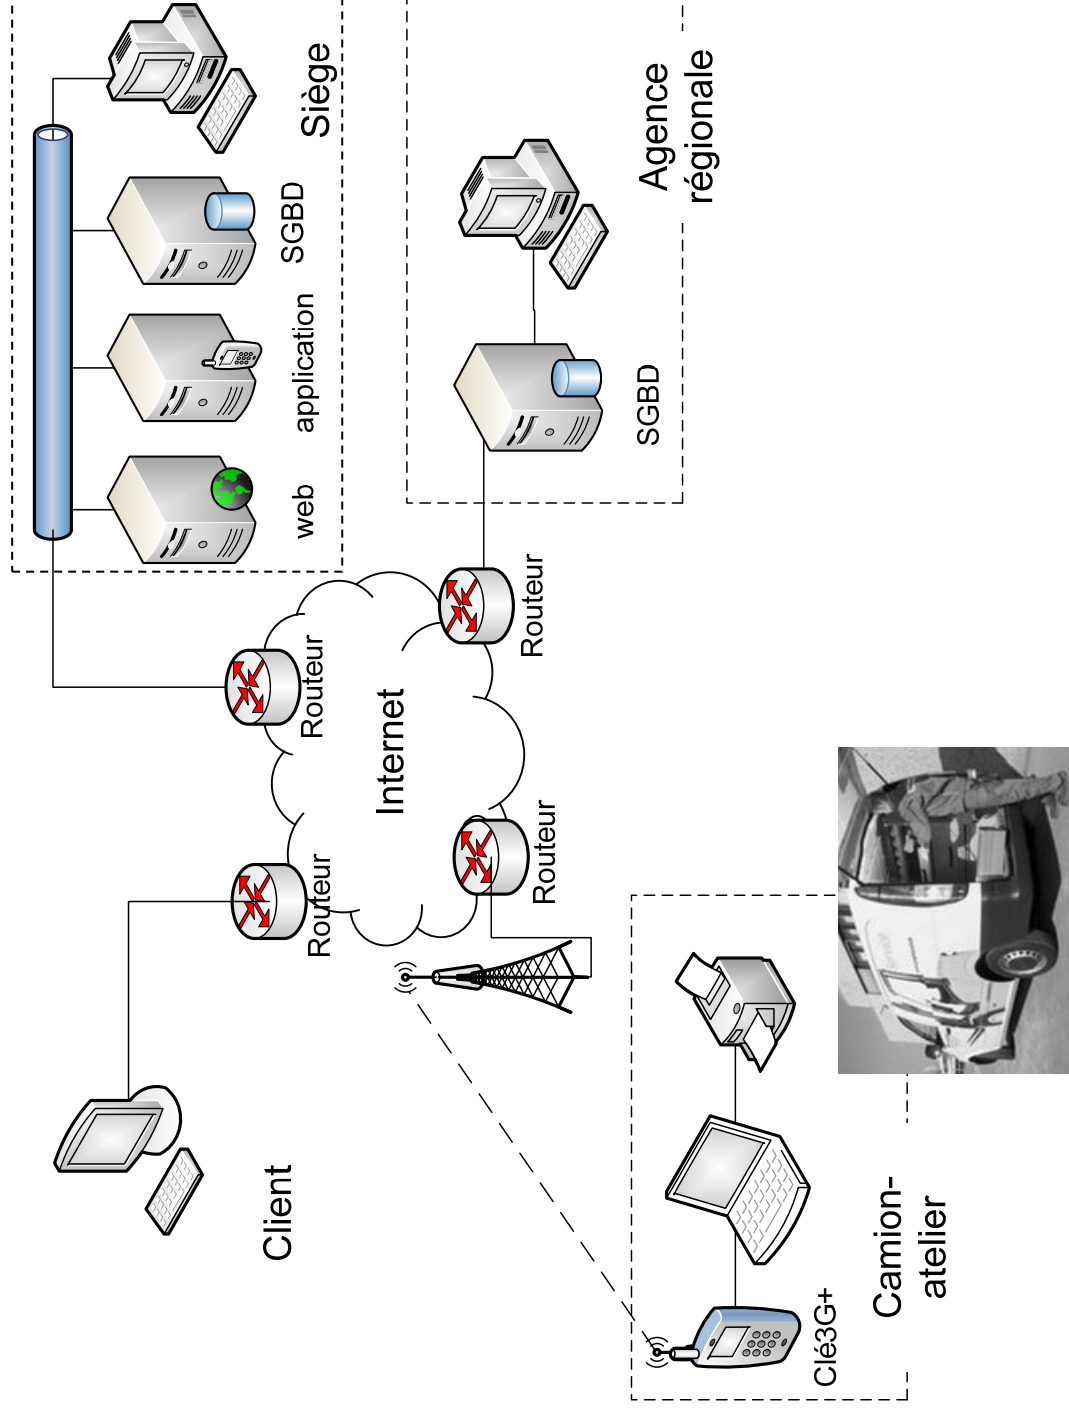 Client
Routeur
Routeur
web
application
SGBD
Siège
Internet
Routeur
Routeur
SGBD
Agence
régionale
Clé3G+
Camion-
atelier